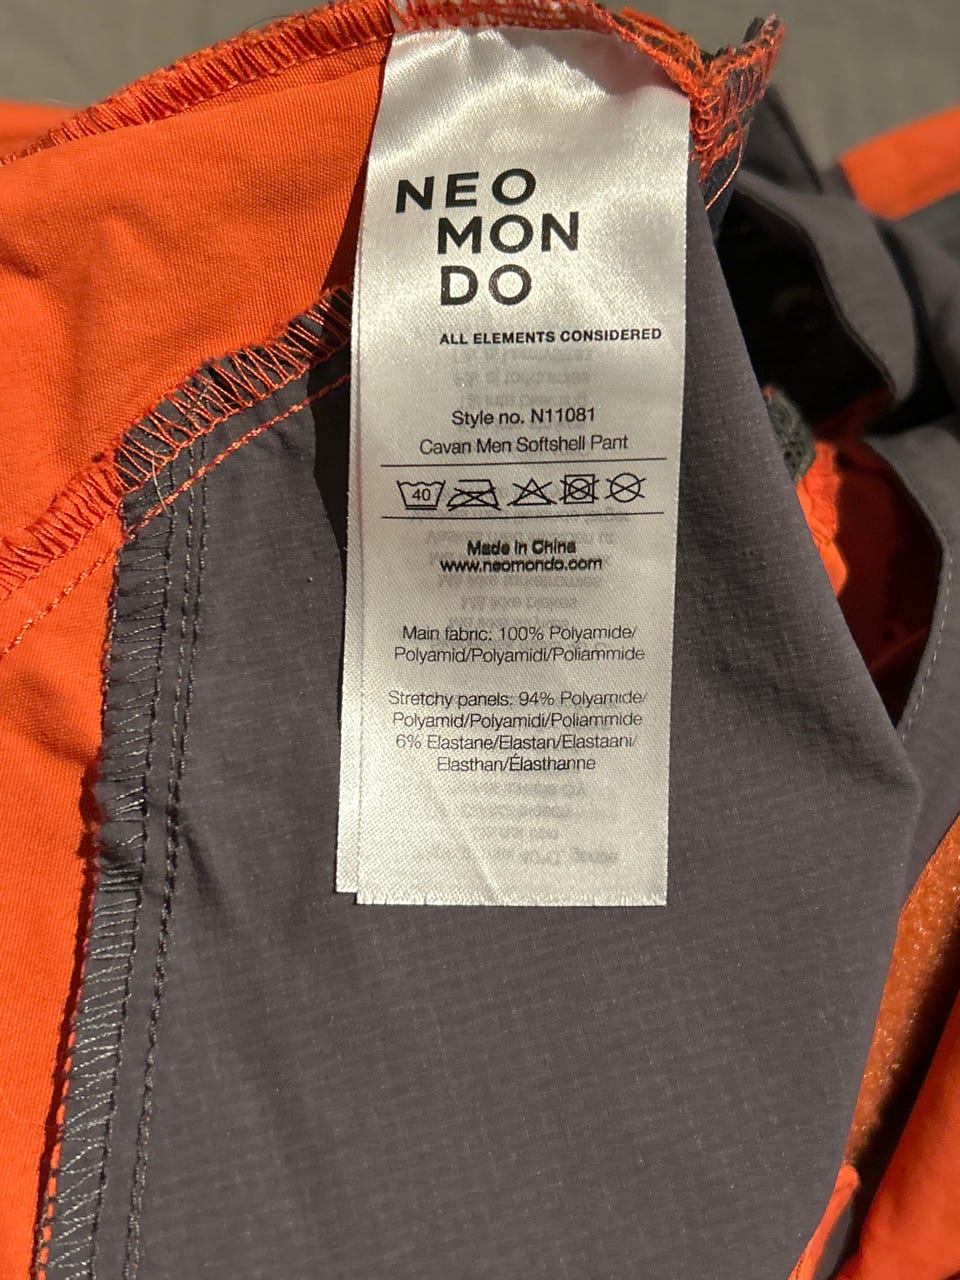 NEO
MON
DO
ALL ELEMENTS CONSIDERED
Style no. N11081
Cavan Men Softshell Pant
40
Made in China
www.neomondo.com
Main fabric: 100% Polyamide/
Polyamid/Polyamidi/Poliammide
Stretchy panels: 94% Polyamide/
Polyamid/Polyamidi/Poliammide
6% Elastane/Elastan/Elastaani/
Elasthan/Élasthanne